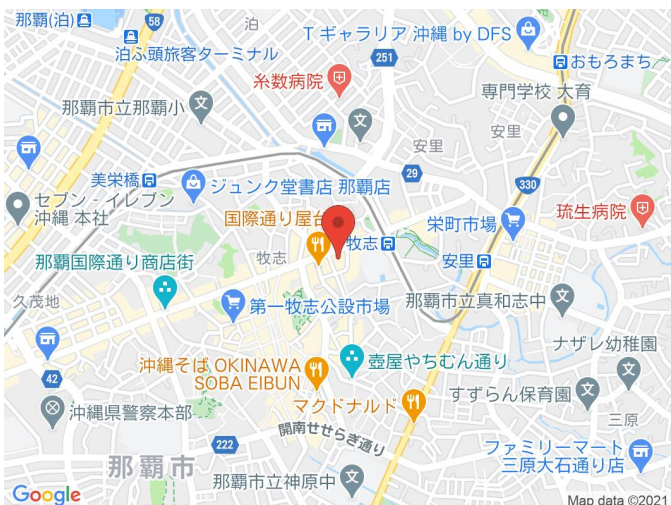 那覇(泊)
58
泊
Tギャラリア 沖縄 by DFS
泊ふ頭旅客ターミナル
251
おもろまち
糸数病院
専門学校 大育
那覇市立那覇小
安里
安里
美栄橋
29
ジュンク堂書店 那覇店
330
セブン‐イレブン
沖縄 本社
琉生病院
国際通り屋台
牧志
栄町市場
那覇国際通り商店街
牧志
安里
久茂地
第一牧志公設市場
那覇市立真和志中
ナザレ幼稚園
沖縄そば OKINAWA
SOBA EIBUN
壺屋やちむん通り
42
マクドナルド
すずらん保育園
沖縄県警察本部
三原
開南せせらぎ通り
222
ファミリーマート
三原大石通り店
那覇市
那覇市立神原中
Google
Map data ©2021